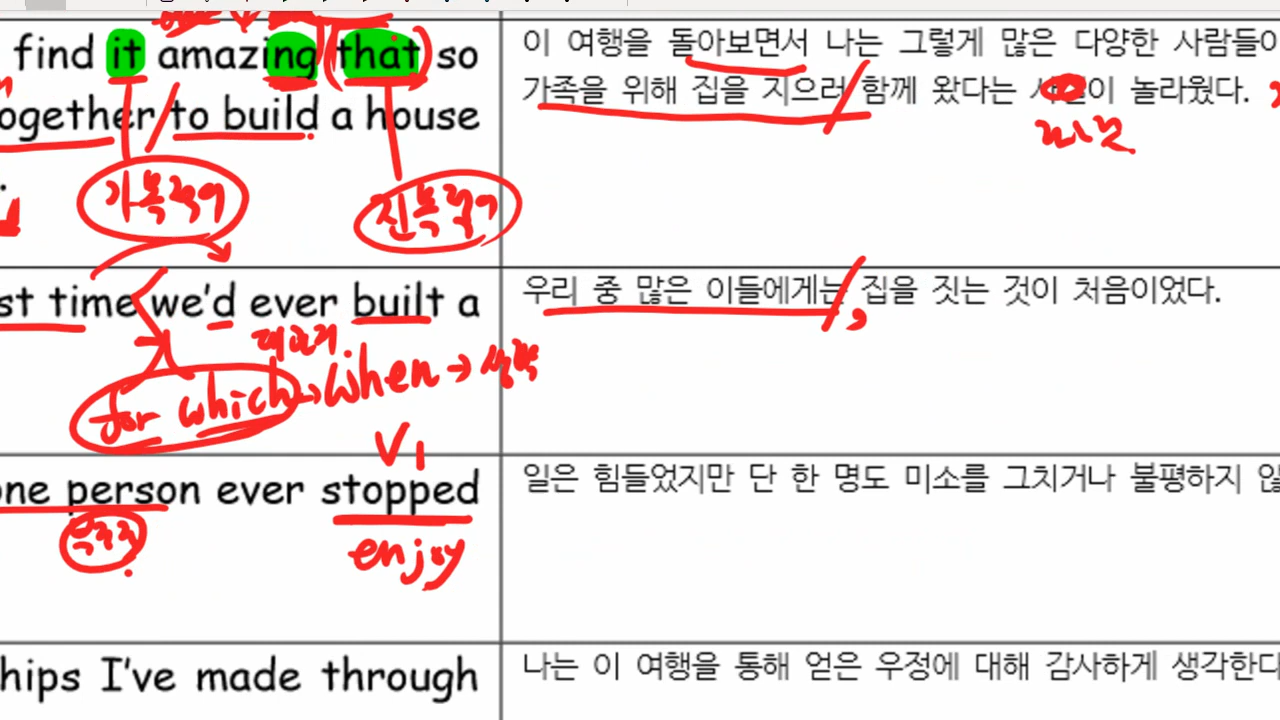 find it amazing (that) so
together to build a house
가목적어
진목적어
이 여행을 돌아보면서 나는 그렇게 많은 다양한 사람들이
가족을 위해 집을 지으러 함께 왔다는 이 놀라웠다.
st time we'd ever built a
for which → when → 생략
우리 중 많은 이들에게는, 집을 짓는 것이 처음이었다.
V1
one person ever stopped
enjoy
일은 힘들었지만 단 한 명도 미소를 그치거나 불평하지 않
hips I've made through
나는 이 여행을 통해 얻은 우정에 대해 감사하게 생각한다